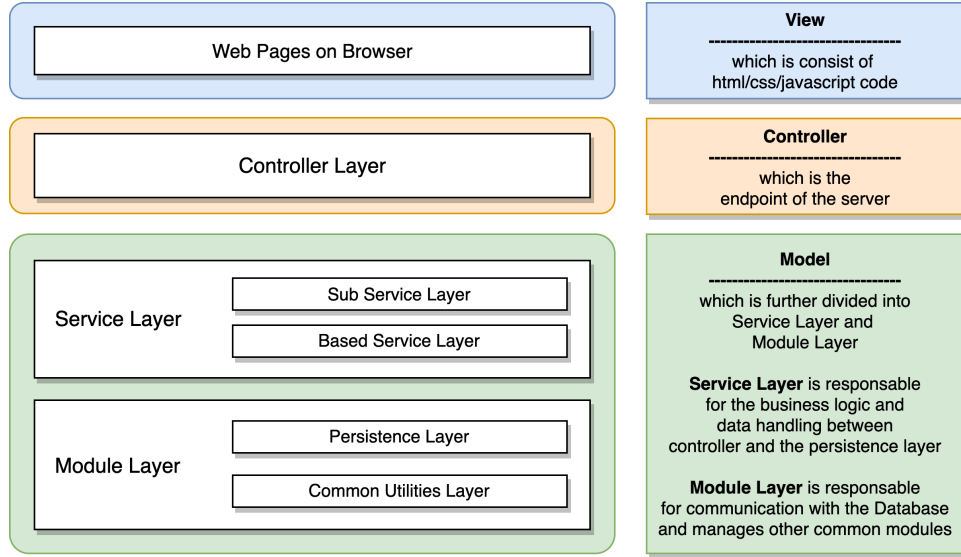 Web Pages on Browser
View
---------------------------------
which is consist of
html/css/javascript code
Controller Layer
Controller
---------------------------------
which is the
endpoint of the server
Service Layer
Sub Service Layer
Based Service Layer
Module Layer
Persistence Layer
Common Utilities Layer
Model
---------------------------------
which is further divided into
Service Layer and
Module Layer
Service Layer is responsable
for the business logic and
data handling between
controller and the persistence layer
Module Layer is responsable
for communication with the Database
and manages other common modules